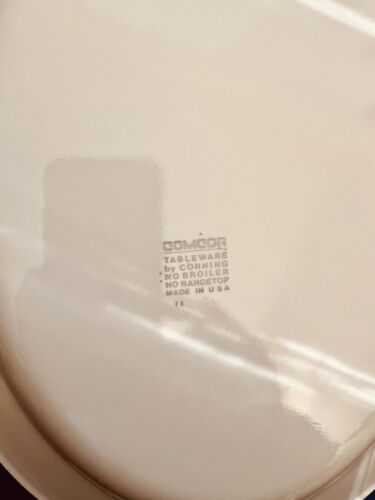 COMCOR
TABLEWARE
by CORNING
NO BROILER
NO RANGETOP
MADE IN USA